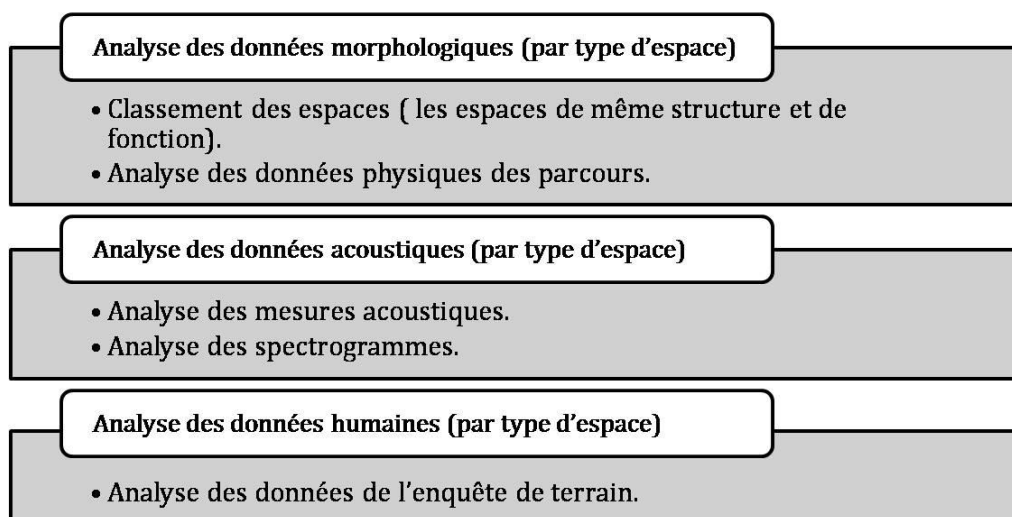 Analyse des données morphologiques (par type d'espace)
• Classement des espaces ( les espaces de même structure et de
fonction).
• Analyse des données physiques des parcours.
Analyse des données acoustiques (par type d'espace)
• Analyse des mesures acoustiques.
• Analyse des spectrogrammes.
Analyse des données humaines (par type d'espace)
• Analyse des données de l'enquête de terrain.